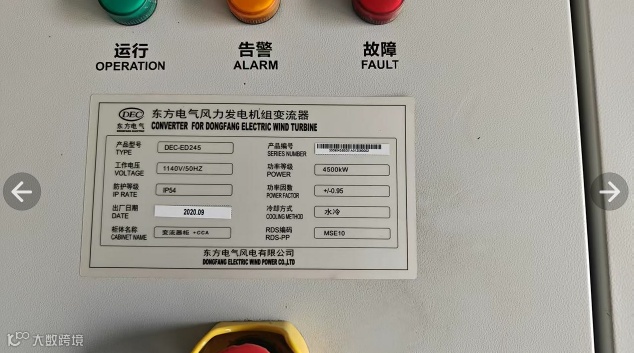 运行
OPERATION
告警
ALARM
故障
FAULT
DEC
东方电气
东方电气风力发电机组变流器
CONVERTER FOR DONGFANG ELECTRIC WIND TURBINE
产品型号
TYPE
DEC-ED245
产品编号
SERIES NUMBER
工作电压
VOLTAGE
1140V/50HZ
功率等级
POWER
4500kW
防护等级
IP RATE
IP54
功率因数
POWER FACTOR
+/-0.95
出厂日期
DATE
2020.09
冷却方式
COOLING METHOD
水冷
柜体名称
CABINET NAME
变流器柜 +CCA
RDS编码
RDS-PP
MSE10
东方电气风电有限公司
DONGFANG ELECTRIC WIND POWER CO.,LTD
大数跨境